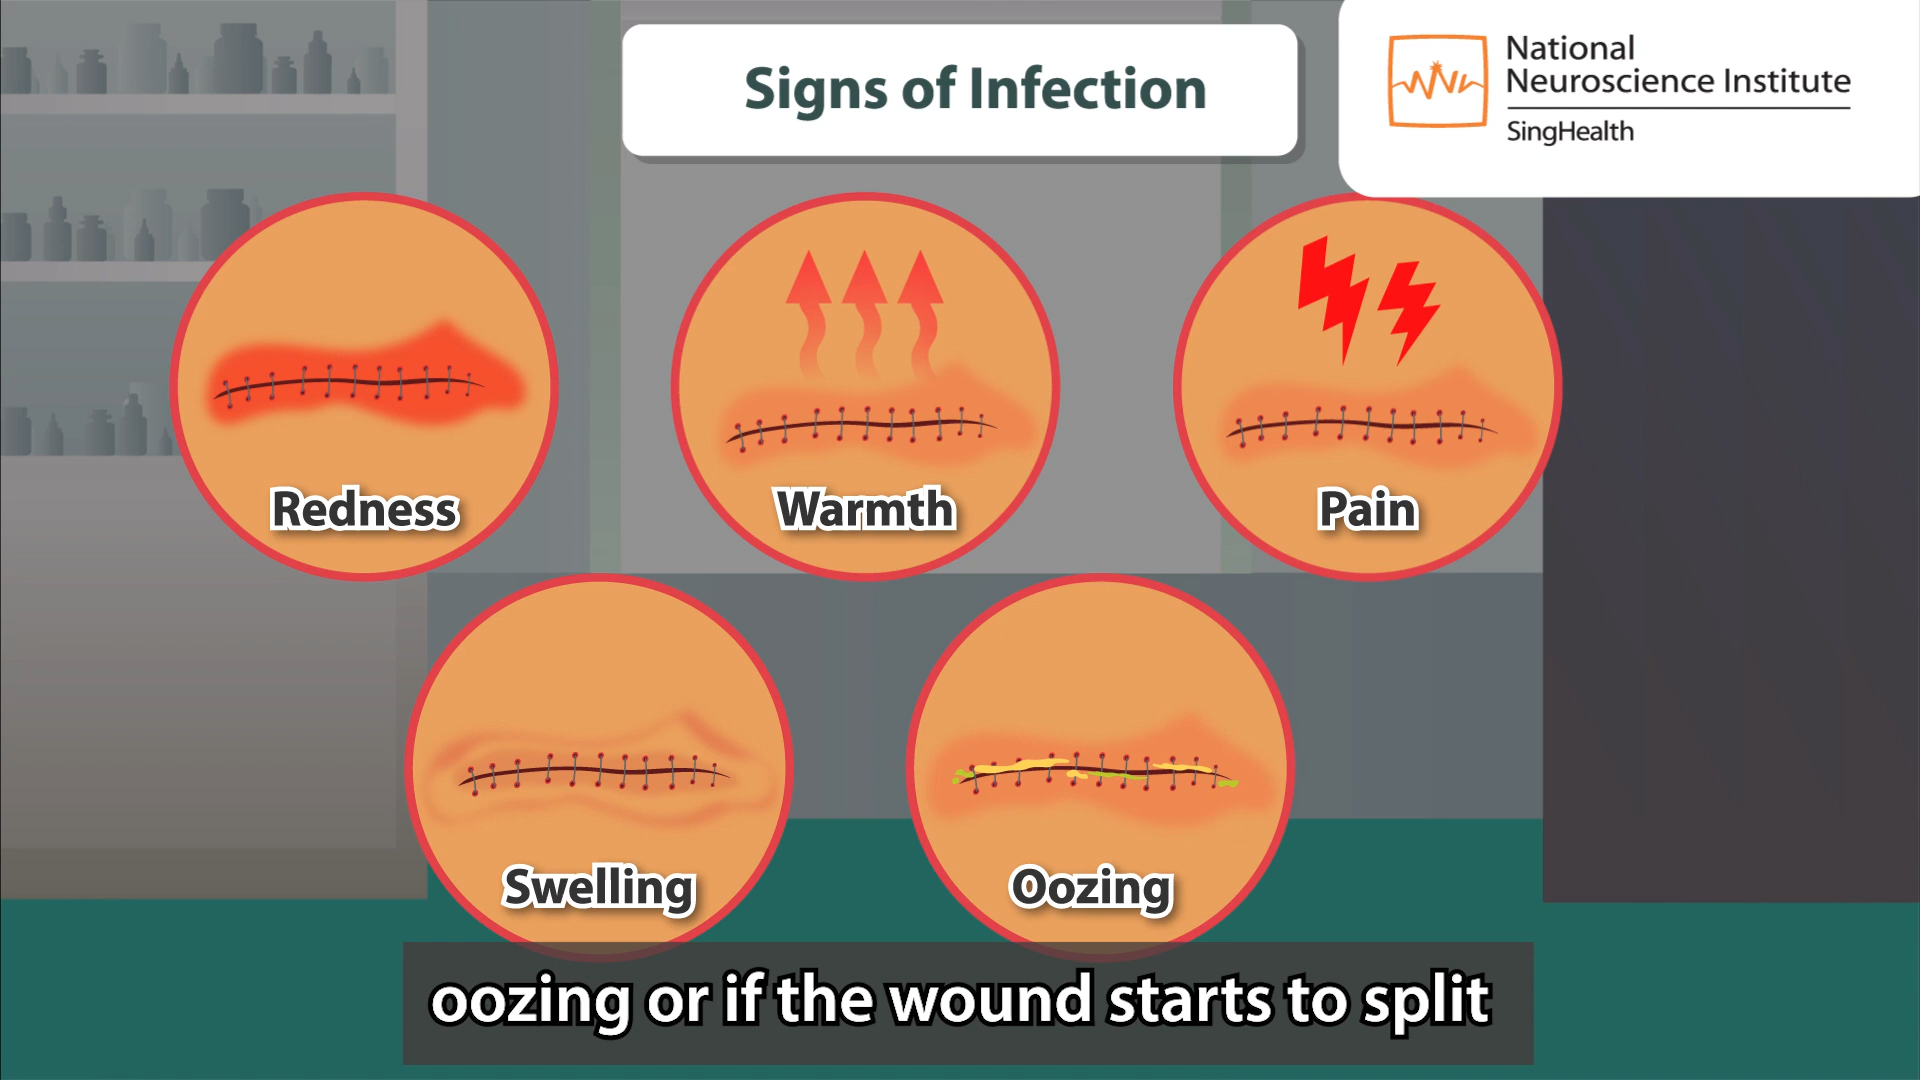 Signs of Infection
National
Neuroscience Institute
SingHealth
Redness
Warmth
Pain
Swelling
Oozing
oozing or if the wound starts to split